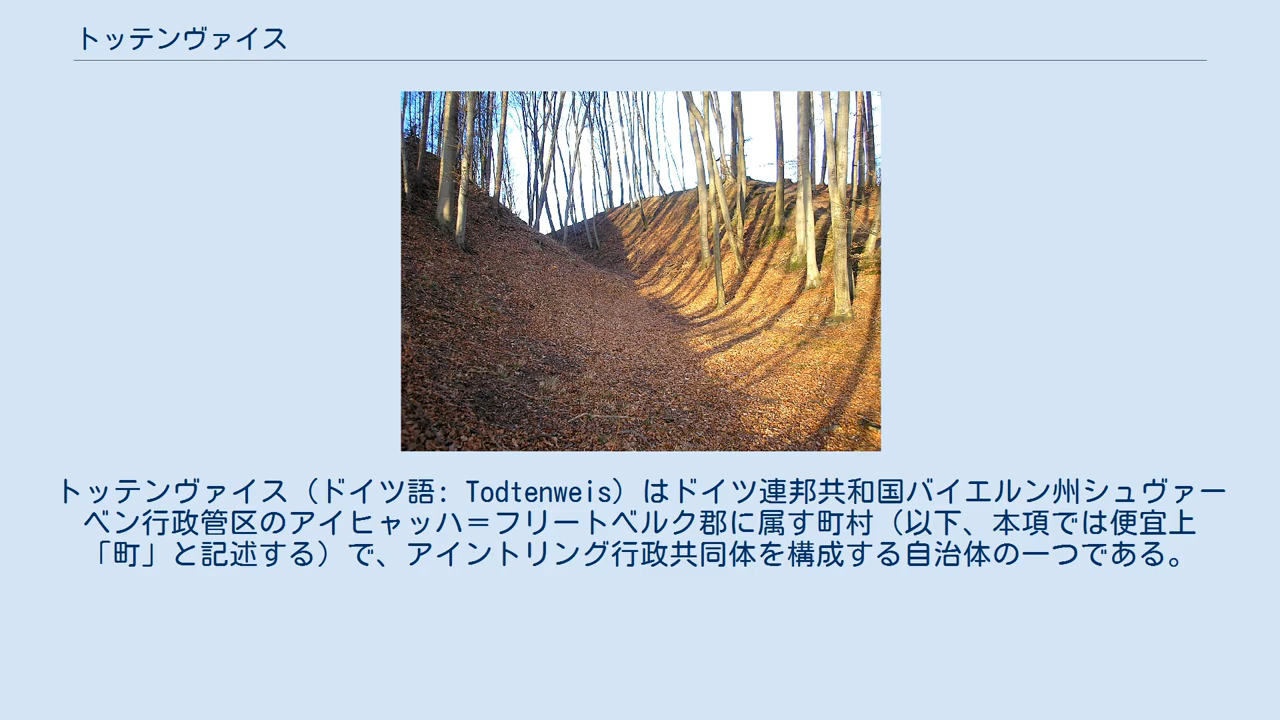 トッテンヴァイス
トッテンヴァイス（ドイツ語: Todtenweis）はドイツ連邦共和国バイエルン州シュヴァー
ベン行政管区のアイヒャッハ＝フリートベルク郡に属す町村（以下、本項では便宜上
「町」と記述する）で、アイントリング行政共同体を構成する自治体の一つである。